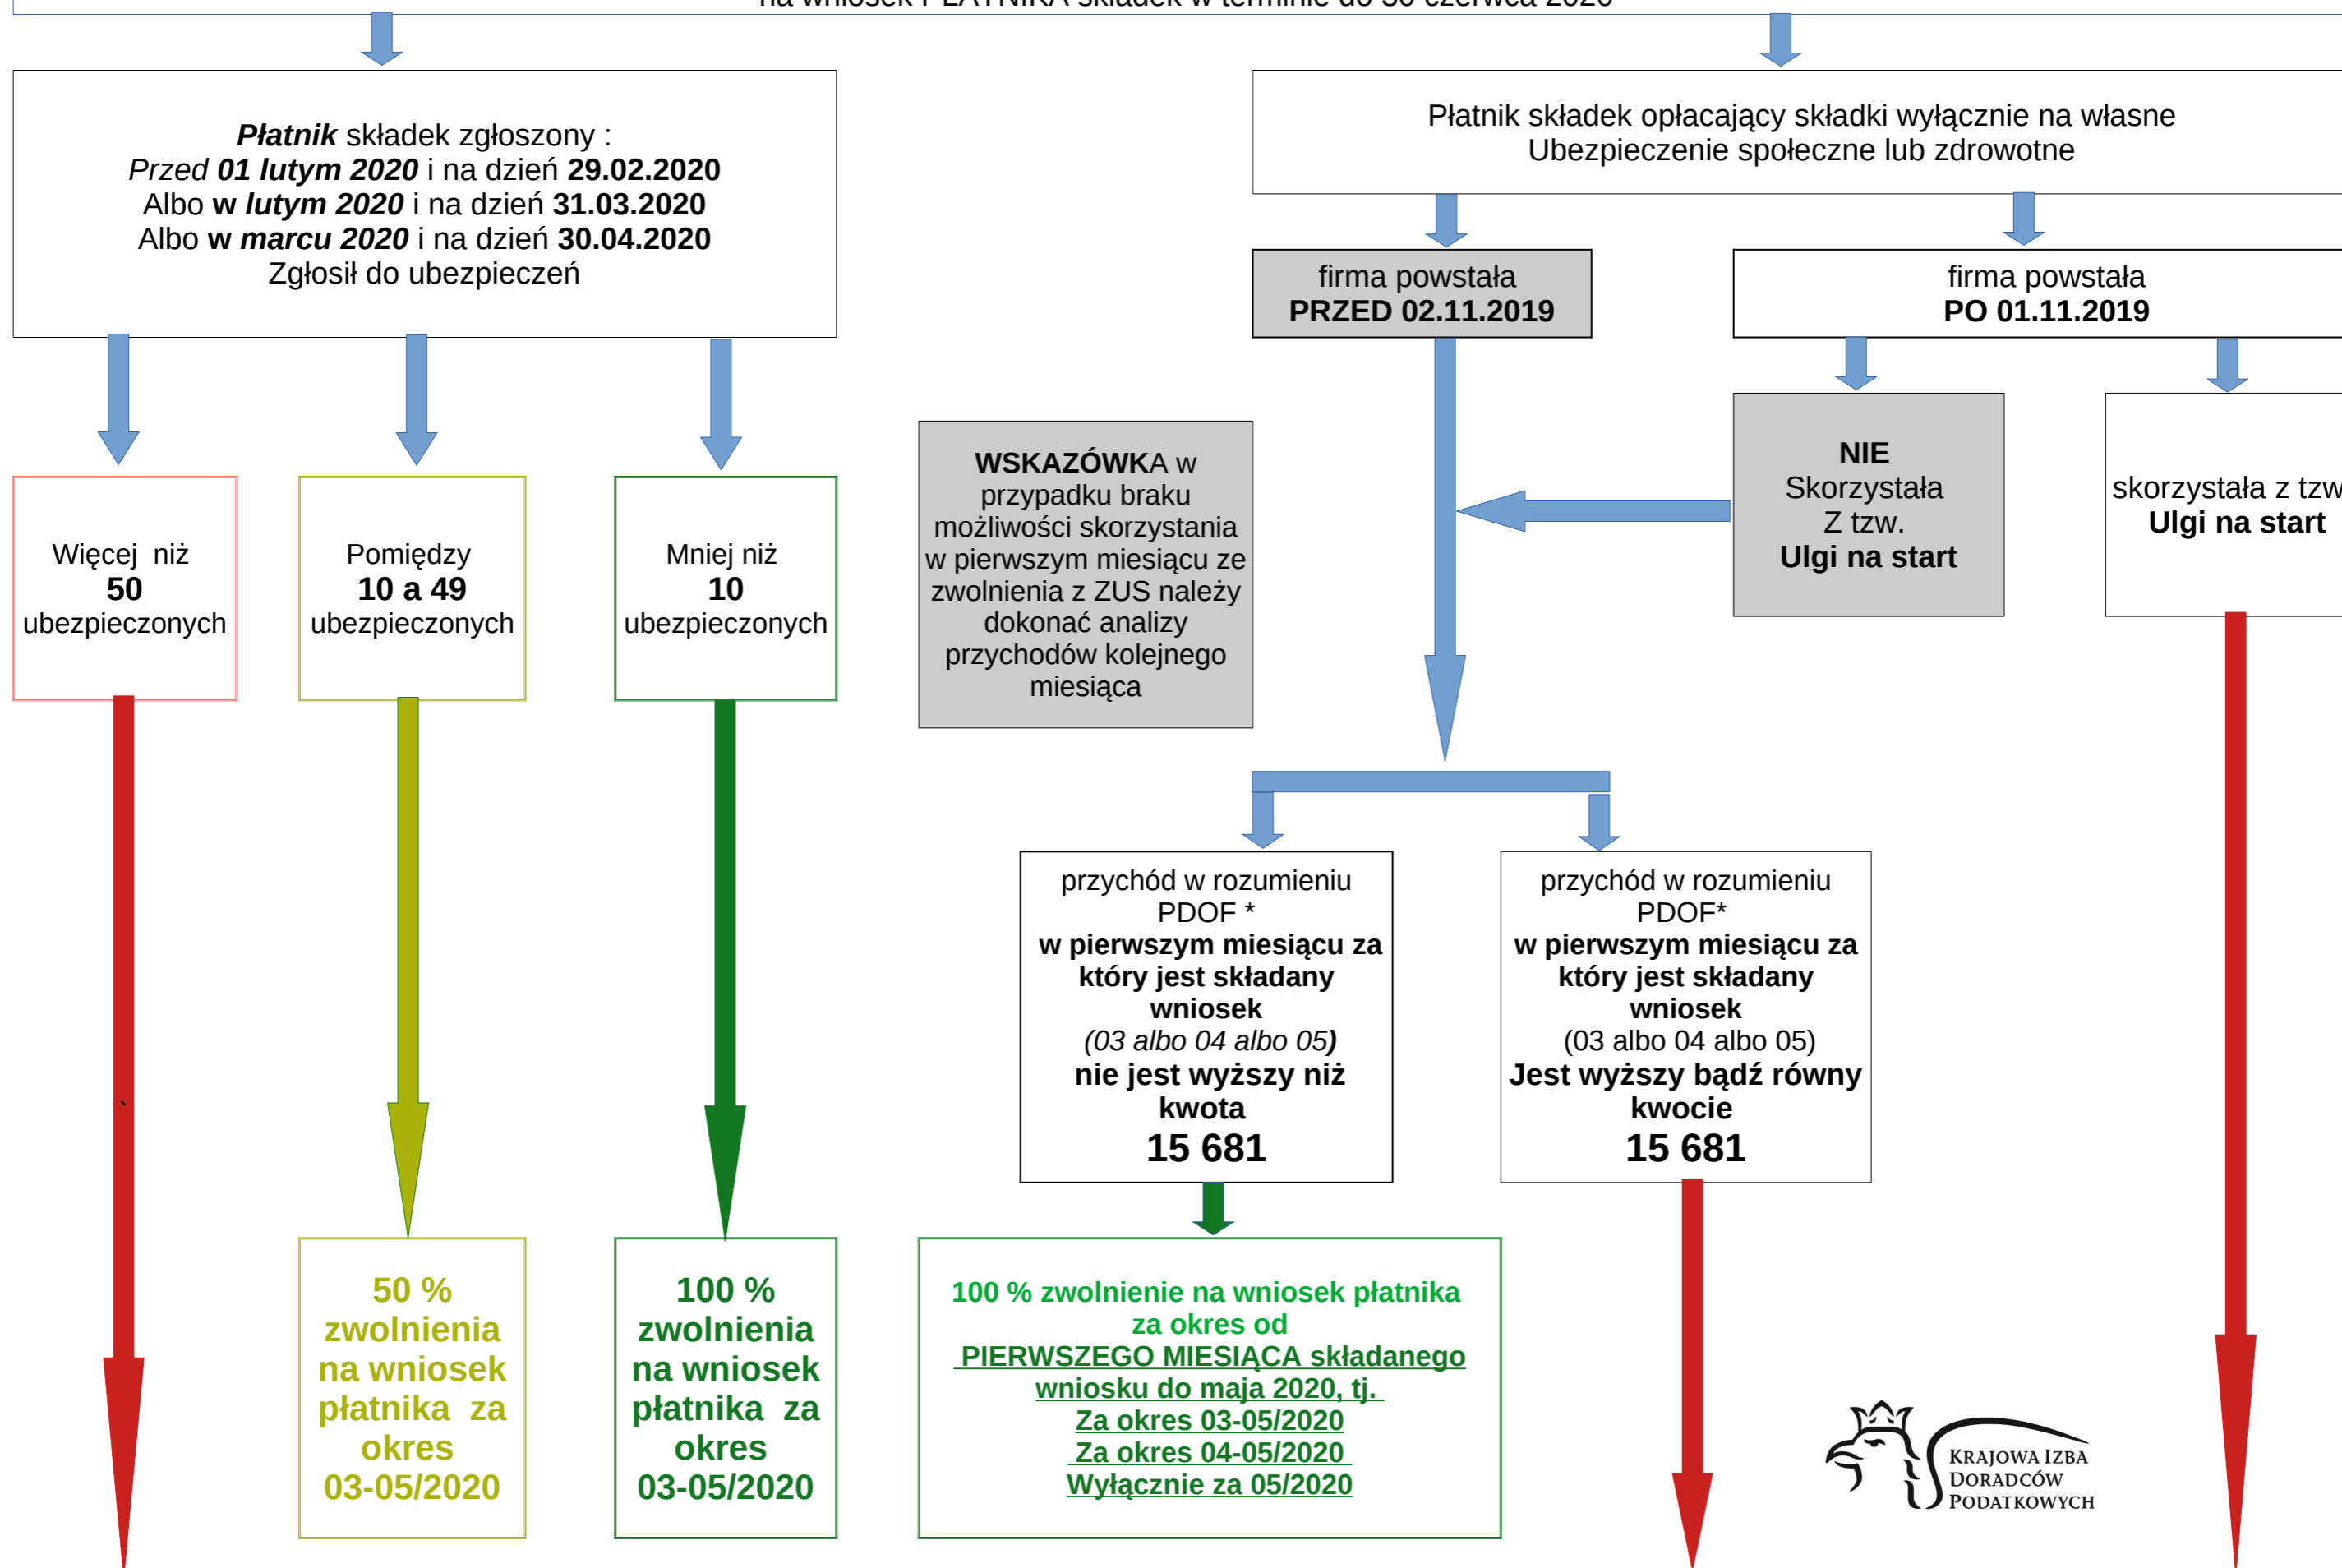 na wniosek PŁATNIKA składek w terminie do 30 czerwca 2020
Płatnik składek zgłoszony :
Przed 01 lutym 2020 i na dzień 29.02.2020
Albo w lutym 2020 i na dzień 31.03.2020
Albo w marcu 2020 i na dzień 30.04.2020
Zgłosił do ubezpieczeń
Płatnik składek opłacający składki wyłącznie na własne
Ubezpieczenie społeczne lub zdrowotne
firma powstała
PRZED 02.11.2019
firma powstała
PO 01.11.2019
Więcej niż
50
ubezpieczonych
Pomiędzy
10 a 49
ubezpieczonych
Mniej niż
10
ubezpieczonych
WSKAZÓWKA w
przypadku braku
możliwości skorzystania
w pierwszym miesiącu ze
zwolnienia z ZUS należy
dokonać analizy
przychodów kolejnego
miesiąca
NIE
Skorzystała
Z tzw.
Ulgi na start
skorzystała z tzw
Ulgi na start
przychód w rozumieniu
PDOF *
w pierwszym miesiącu za
który jest składany
wniosek
(03 albo 04 albo 05)
nie jest wyższy niż
kwota
15 681
przychód w rozumieniu
PDOF*
w pierwszym miesiącu za
który jest składany
wniosek
(03 albo 04 albo 05)
Jest wyższy bądź równy
kwocie
15 681
`
50 %
zwolnienia
na wniosek
płatnika za
okres
03-05/2020
100 %
zwolnienia
na wniosek
płatnika za
okres
03-05/2020
100 % zwolnienie na wniosek płatnika
za okres od
PIERWSZEGO MIESIĄCA składanego
wniosku do maja 2020, tj.
Za okres 03-05/2020
Za okres 04-05/2020
Wyłącznie za 05/2020
KRAJOWA IZBA
DORADCÓW
PODATKOWYCH